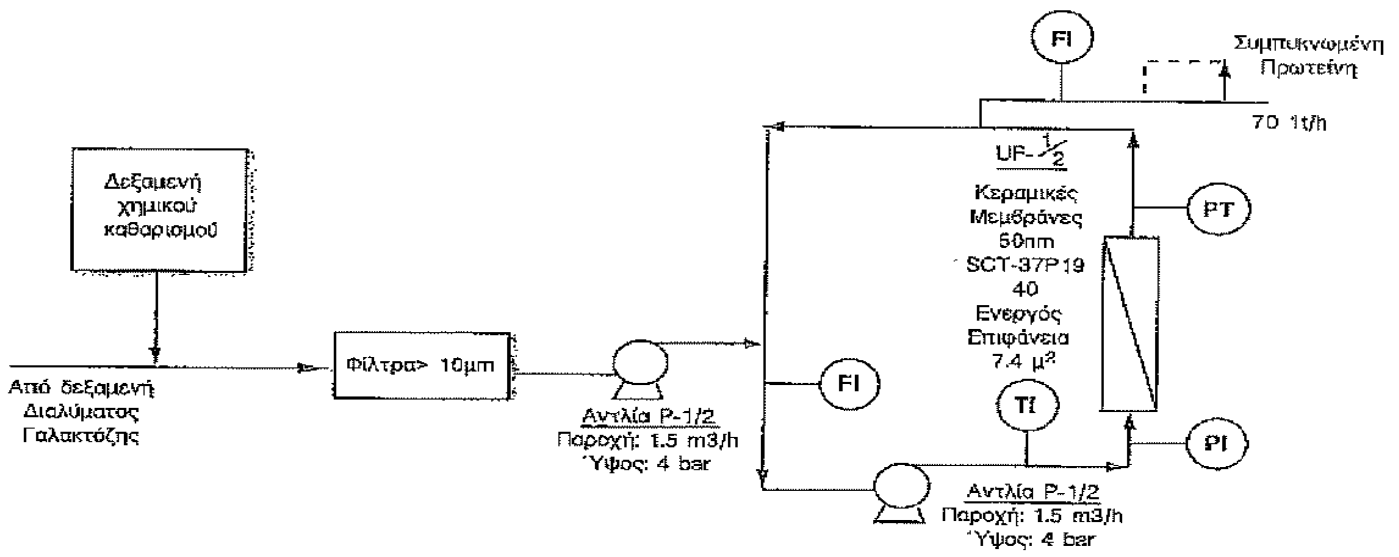 FI
Συμπυκνωμένη
Πρωτεΐνη
70 1t/h
UF-1/2
Κεραμικές
Μεμβράνες
50nm
SCT-37P19
40
Ενεργός
Επιφάνεια
7.4 μ²
PT
Δεξαμενή
χημικού
καθαρισμού
Φίλτρα> 10μm
Από δεξαμενή
Διαλύματος
Γαλακτόζης
Αντλία P-1/2
Παροχή: 1.5 m3/h
Ύψος: 4 bar
FI
TI
PI
Αντλία P-1/2
Παροχή: 1.5 m3/h
Ύψος: 4 bar